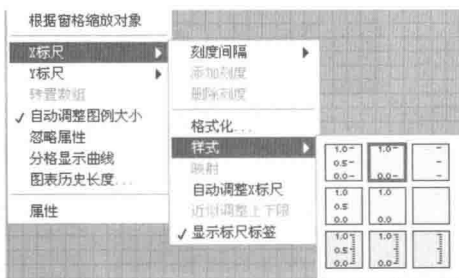 根据窗格缩放对象
X标尺
Y标尺
转置数组
自动调整图例大小
忽略属性
分格显示曲线
图表历史长度...
属性
刻度间隔
添加刻度
删除刻度
格式化...
样式
映射
自动调整X标尺
近似调整上下限
显示标尺标签
1.0 1.0
0.5
0.0 0.0
1.0 1.0
0.5
0.0 0.0
1.0 1.0
0.5
0.0 0.0